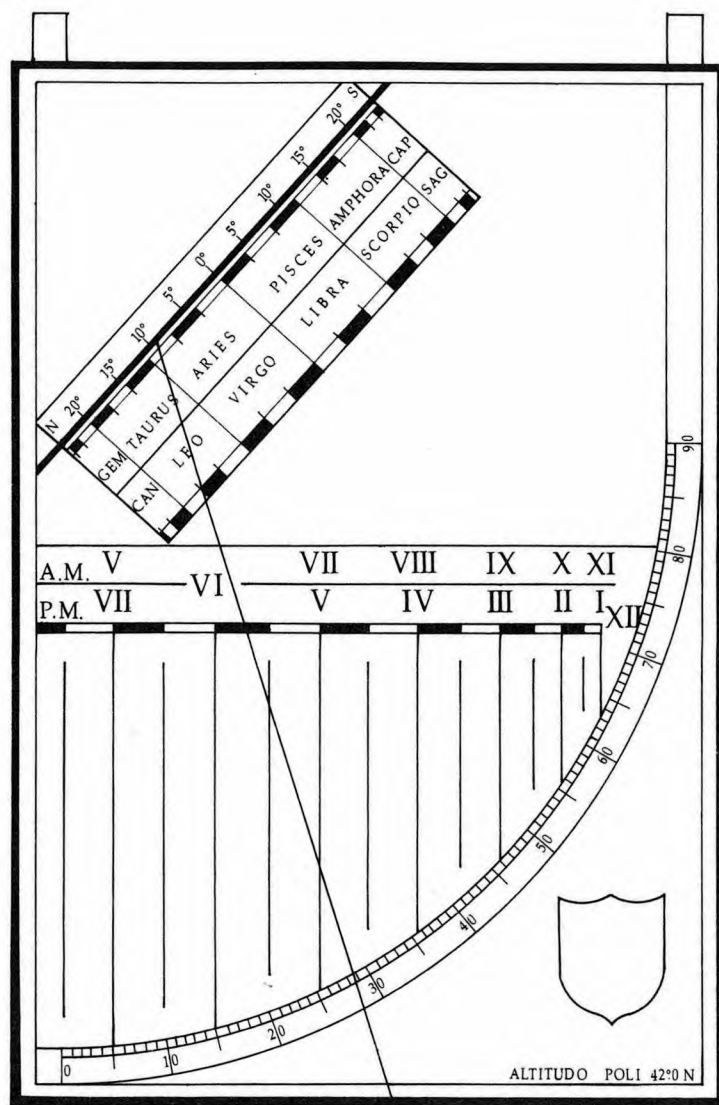 N 20° 15° 10° 5° 0° 5° 10° 15° 20° S
GEM TAURUS ARIES PISCES AMPHORA CAP
CAN LEO VIRGO LIBRA SCORPIO SAG
A.M. V VI VII VIII IX X XI
P.M. VII V IV III II I XII
0 10 20 30 40 50 60 70 80 90
ALTITUDO POLI 42°0 N